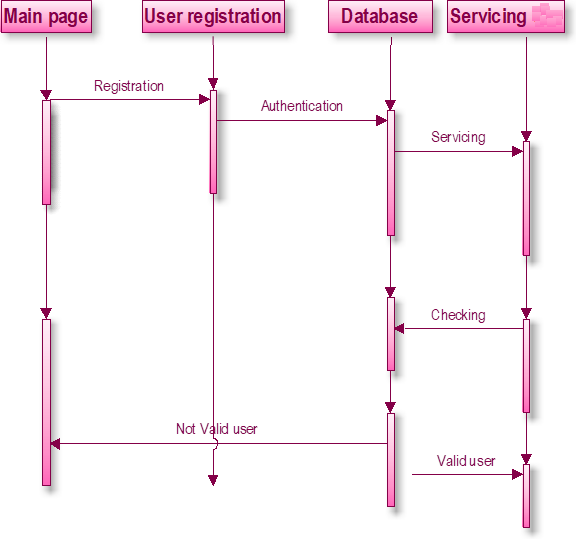 Main page
User registration
Database
Servicing
Registration
Authentication
Servicing
Checking
Not Valid user
Valid user